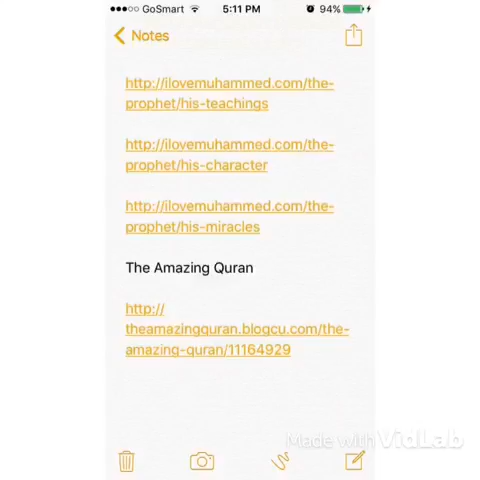 GoSmart 5:11 PM 94%
Notes
http://ilovemuhammed.com/the-
prophet/his-teachings
http://ilovemuhammed.com/the-
prophet/his-character
http://ilovemuhammed.com/the-
prophet/his-miracles
The Amazing Quran
http://
theamazingquran.blogcu.com/the-
amazing-quran/11164929
Made with VidLab